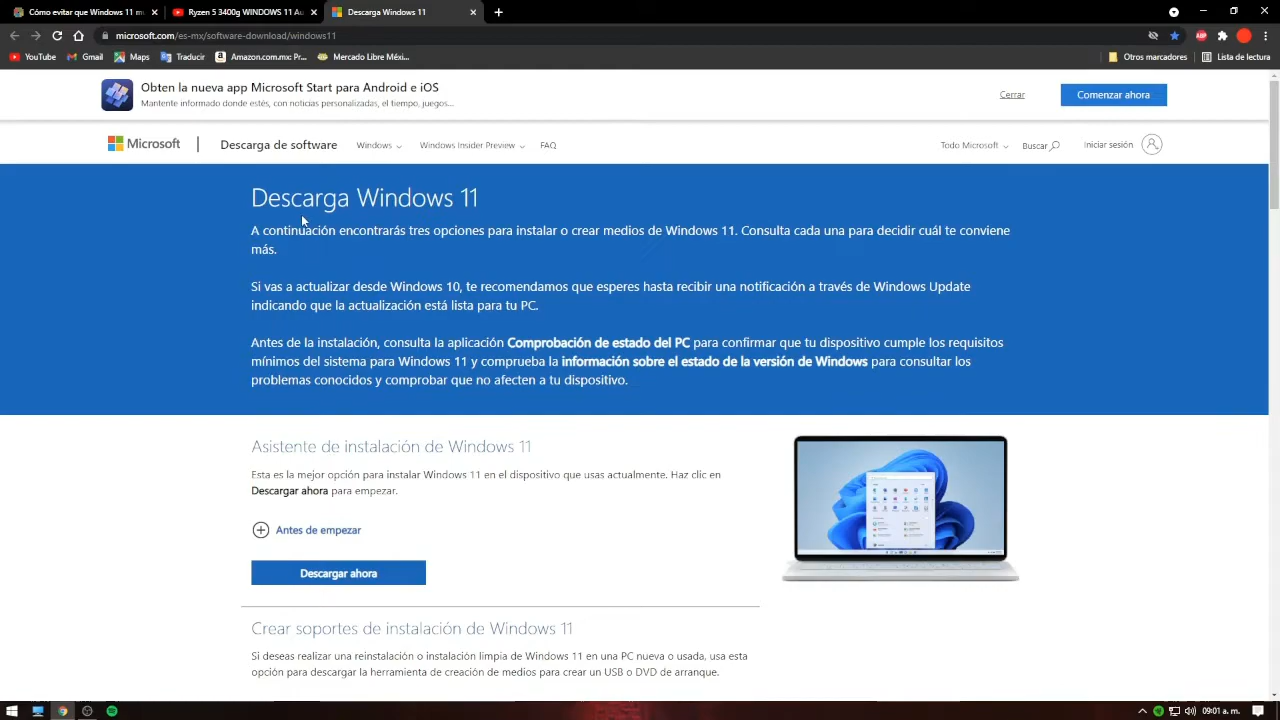 Cómo evitar que Windows 11 m
Ryzen 5 3400g WINDOWS 11 Au
Descarga Windows 11
microsoft.com/es-mx/software-download/windows11
YouTube
Gmail
Maps
Traducir
Amazon.com.mx: Pr...
Mercado Libre Méxi...
Otros marcadores
Lista de lectura
Obten la nueva app Microsoft Start para Android e iOS
Mantente informado donde estés, con noticias personalizadas, el tiempo, juegos...
Cerrar
Comenzar ahora
Microsoft
Descarga de software
Windows
Windows Insider Preview
FAQ
Todo Microsoft
Buscar
Iniciar sesión
Descarga Windows 11
A continuación encontrarás tres opciones para instalar o crear medios de Windows 11. Consulta cada una para decidir cuál te conviene
más.
Si vas a actualizar desde Windows 10, te recomendamos que esperes hasta recibir una notificación a través de Windows Update
indicando que la actualización está lista para tu PC.
Antes de la instalación, consulta la aplicación Comprobación de estado del PC para confirmar que tu dispositivo cumple los requisitos
mínimos del sistema para Windows 11 y comprueba la información sobre el estado de la versión de Windows para consultar los
problemas conocidos y comprobar que no afecten a tu dispositivo.
Asistente de instalación de Windows 11
Esta es la mejor opción para instalar Windows 11 en el dispositivo que usas actualmente. Haz clic en
Descargar ahora para empezar.
Antes de empezar
Descargar ahora
Crear soportes de instalación de Windows 11
Si deseas realizar una reinstalación o instalación limpia de Windows 11 en una PC nueva o usada, usa esta
opción para descargar la herramienta de creación de medios para crear un USB o DVD de arranque.
09:01 a. m.